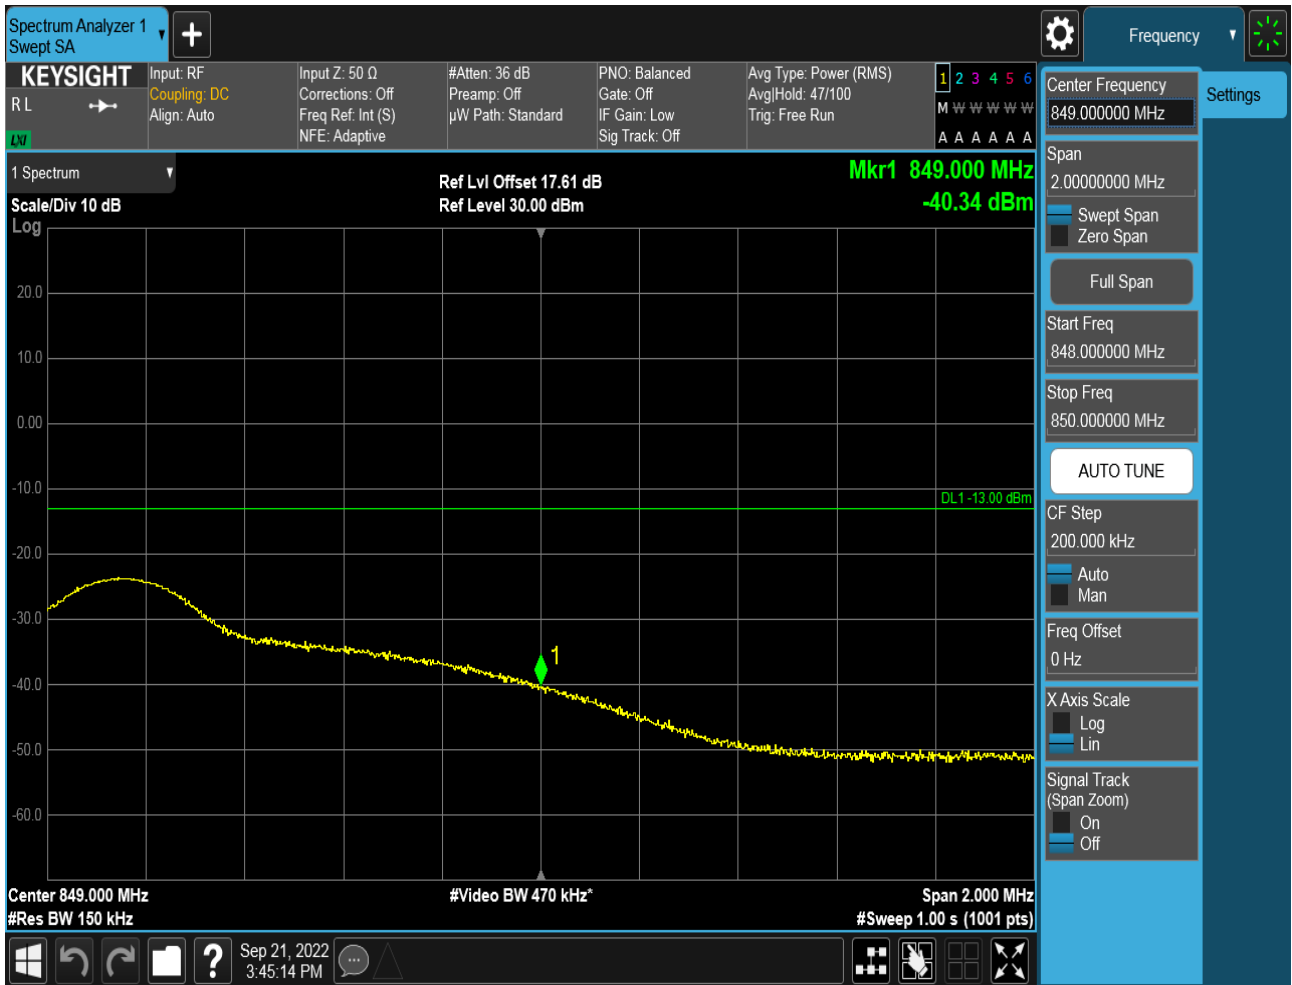 Spectrum Analyzer 1
Swept SA
Frequency
KEYSIGHT
R L
LXI
Input: RF
Coupling: DC
Align: Auto
Input Z: 50 Ω
Corrections: Off
Freq Ref: Int (S)
NFE: Adaptive
#Atten: 36 dB
Preamp: Off
µW Path: Standard
PNO: Balanced
Gate: Off
IF Gain: Low
Sig Track: Off
Avg Type: Power (RMS)
Avg|Hold: 47/100
Trig: Free Run
1 2 3 4 5 6
M W W W W W
A A A A A A
1 Spectrum
Scale/Div 10 dB
Log
Ref Lvl Offset 17.61 dB
Ref Level 30.00 dBm
Mkr1 849.000 MHz
-40.34 dBm
20.0
10.0
0.00
-10.0
-20.0
-30.0
-40.0
-50.0
-60.0
DL1 -13.00 dBm
1
Center 849.000 MHz
#Res BW 150 kHz
#Video BW 470 kHz*
Span 2.000 MHz
#Sweep 1.00 s (1001 pts)
Sep 21, 2022
3:45:14 PM
Center Frequency
849.000000 MHz
Settings
Span
2.00000000 MHz
Swept Span
Zero Span
Full Span
Start Freq
848.000000 MHz
Stop Freq
850.000000 MHz
AUTO TUNE
CF Step
200.000 kHz
Auto
Man
Freq Offset
0 Hz
X Axis Scale
Log
Lin
Signal Track
(Span Zoom)
On
Off